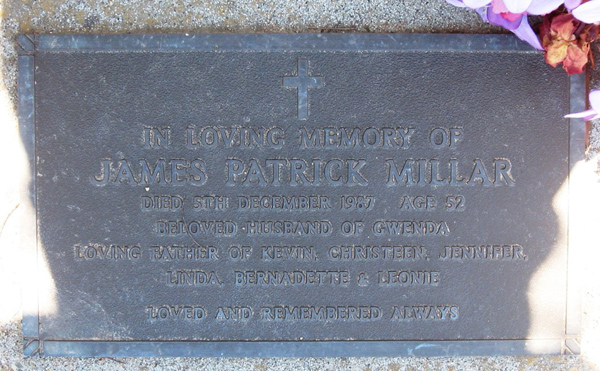 IN LOVING MEMORY OF
JAMES PATRICK MILLAR
DIED 5TH DECEMBER 1987 AGE 52
BELOVED HUSBAND OF GWENDA
LOVING FATHER OF KEVIN, CHRISTEEN, JENNIFER,
LINDA, BERNADETTE & LEONIE
LOVED AND REMEMBERED ALWAYS